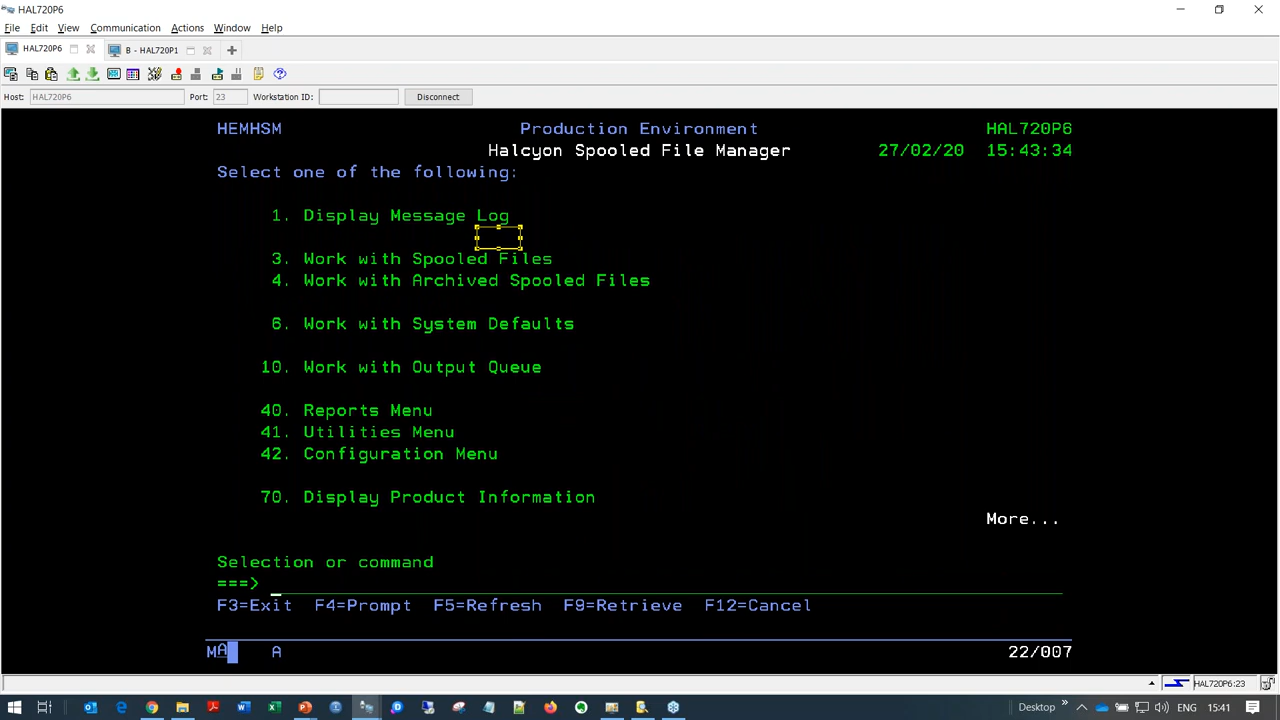 HAL720P6
File Edit View Communication Actions Window Help
HAL720P6 B - HAL720P1
Host: HAL720P6 Port: 23 Workstation ID: Disconnect
HEMHSM Production Environment HAL720P6
Halcyon Spooled File Manager 27/02/20 15:43:34
Select one of the following:
1. Display Message Log
3. Work with Spooled Files
4. Work with Archived Spooled Files
6. Work with System Defaults
10. Work with Output Queue
40. Reports Menu
41. Utilities Menu
42. Configuration Menu
70. Display Product Information
More...
Selection or command
===>
F3=Exit F4=Prompt F5=Refresh F9=Retrieve F12=Cancel
MA A 22/007
HAL720P6:23
Desktop ENG 15:41